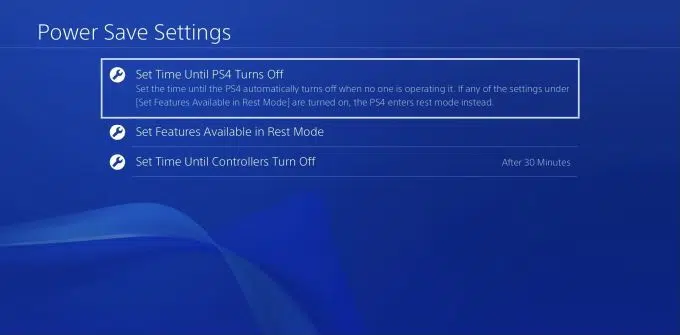 Power Save Settings
Set Time Until PS4 Turns Off
Set the time until the PS4 automatically turns off when no one is operating it. If any of the settings under
[Set Features Available in Rest Mode] are turned on, the PS4 enters rest mode instead.
Set Features Available in Rest Mode
Set Time Until Controllers Turn Off After 30 Minutes